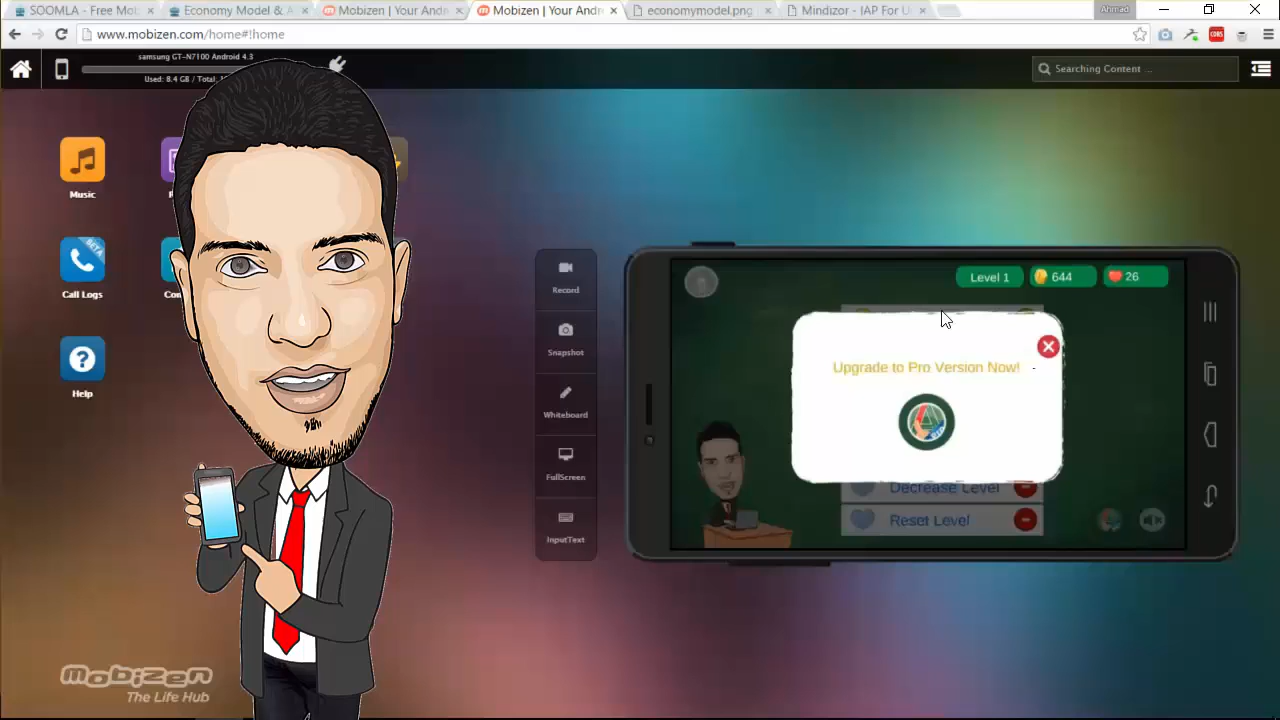 SOOMLA - Free Mob
Economy Model & A
Mobizen | Your Andr
Mobizen | Your Andr
economymodel.png
Mindizor - IAP For U
Ahmad
www.mobizen.com/home#!home
CORS
samsung GT-N7100 Android 4.3
Used: 8.4 GB / Total,
Searching Content ...
Music
Call Logs
BETA
Help
Record
Snapshot
Whiteboard
FullScreen
InputText
Level 1
644
26
Upgrade to Pro Version Now!
Decrease Level
Reset Level
mobizen
The Life Hub